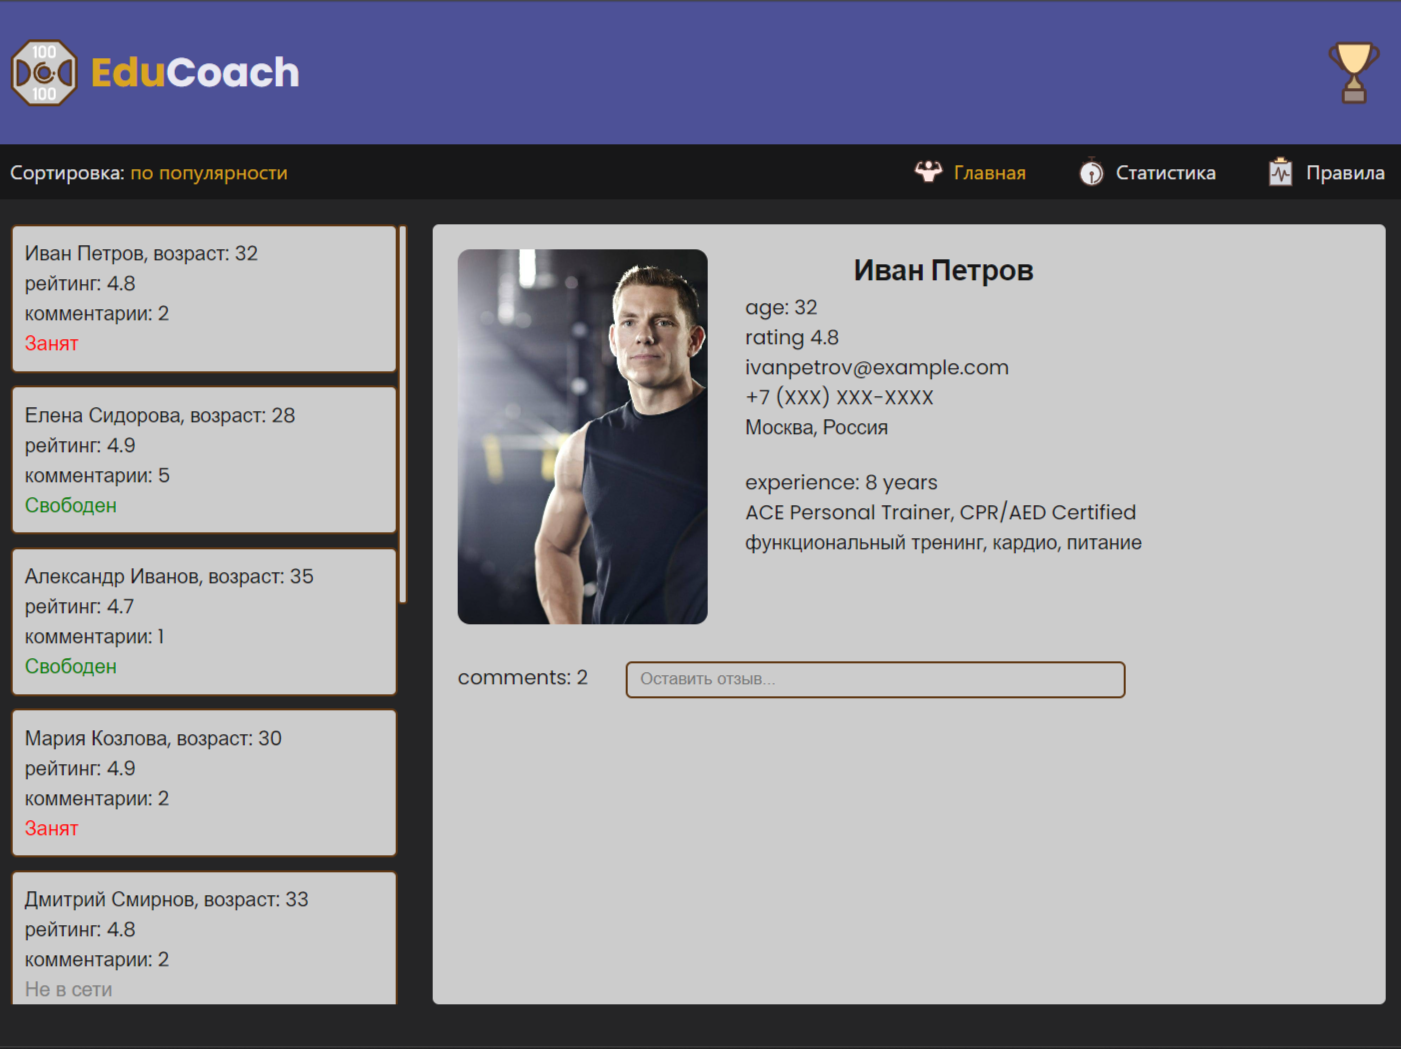 100
100
EduCoach
Сортировка: по популярности
Главная
Статистика
Правила
Иван Петров, возраст: 32
рейтинг: 4.8
комментарии: 2
Занят
Елена Сидорова, возраст: 28
рейтинг: 4.9
комментарии: 5
Свободен
Александр Иванов, возраст: 35
рейтинг: 4.7
комментарии: 1
Свободен
Мария Козлова, возраст: 30
рейтинг: 4.9
комментарии: 2
Занят
Дмитрий Смирнов, возраст: 33
рейтинг: 4.8
комментарии: 2
Не в сети
Иван Петров
age: 32
rating 4.8
ivanpetrov@example.com
+7 (XXX) XXX-XXXX
Москва, Россия
experience: 8 years
ACE Personal Trainer, CPR/AED Certified
функциональный тренинг, кардио, питание
comments: 2
Оставить отзыв...